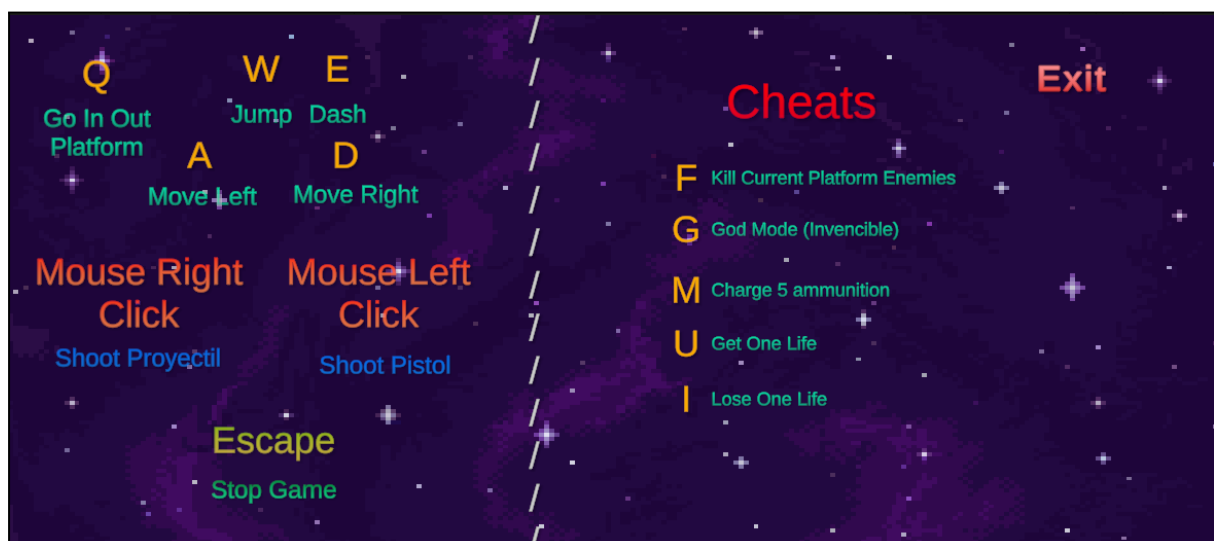 Q
Go In Out
Platform
W
Jump
E
Dash
A
Move Left
D
Move Right
Mouse Right
Click
Shoot Proyectil
Mouse Left
Click
Shoot Pistol
Escape
Stop Game
Cheats
F Kill Current Platform Enemies
G God Mode (Invencible)
M Charge 5 ammunition
U Get One Life
I Lose One Life
Exit